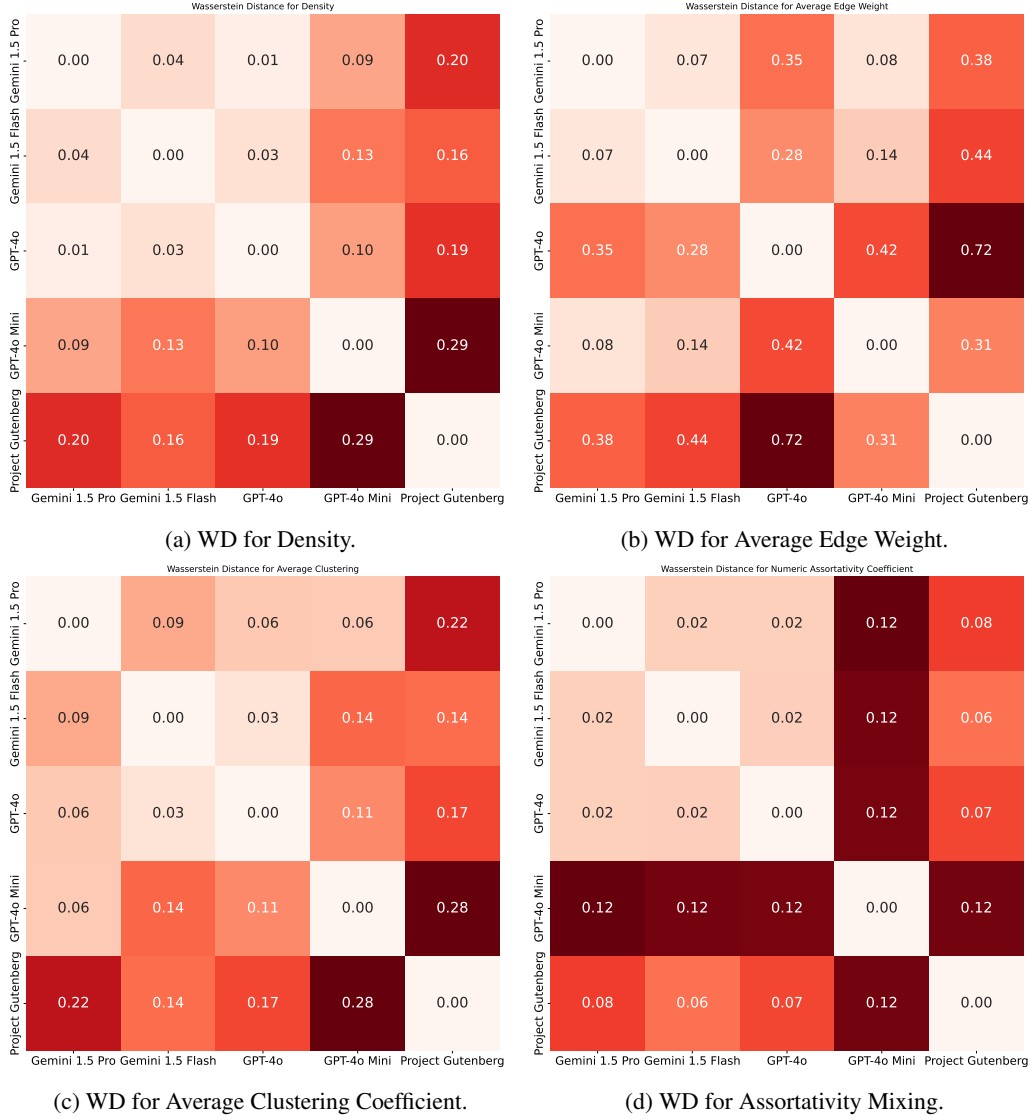 Wasserstein Distance for Density
Gemini 1.5 Pro 0.00 0.04 0.01 0.09 0.20
Gemini 1.5 Flash 0.04 0.00 0.03 0.13 0.16
GPT-4o 0.01 0.03 0.00 0.10 0.19
GPT-4o Mini 0.09 0.13 0.10 0.00 0.29
Project Gutenberg 0.20 0.16 0.19 0.29 0.00
Gemini 1.5 Pro Gemini 1.5 Flash GPT-4o GPT-4o Mini Project Gutenberg
(a) WD for Density.
Wasserstein Distance for Average Edge Weight
Gemini 1.5 Pro 0.00 0.07 0.35 0.08 0.38
Gemini 1.5 Flash 0.07 0.00 0.28 0.14 0.44
GPT-4o 0.35 0.28 0.00 0.42 0.72
GPT-4o Mini 0.08 0.14 0.42 0.00 0.31
Project Gutenberg 0.38 0.44 0.72 0.31 0.00
Gemini 1.5 Pro Gemini 1.5 Flash GPT-4o GPT-4o Mini Project Gutenberg
(b) WD for Average Edge Weight.
Wasserstein Distance for Average Clustering
Gemini 1.5 Pro 0.00 0.09 0.06 0.06 0.22
Gemini 1.5 Flash 0.09 0.00 0.03 0.14 0.14
GPT-4o 0.06 0.03 0.00 0.11 0.17
GPT-4o Mini 0.06 0.14 0.11 0.00 0.28
Project Gutenberg 0.22 0.14 0.17 0.28 0.00
Gemini 1.5 Pro Gemini 1.5 Flash GPT-4o GPT-4o Mini Project Gutenberg
(c) WD for Average Clustering Coefficient.
Wasserstein Distance for Numeric Assortativity Coefficient
Gemini 1.5 Pro 0.00 0.02 0.02 0.12 0.08
Gemini 1.5 Flash 0.02 0.00 0.02 0.12 0.06
GPT-4o 0.02 0.02 0.00 0.12 0.07
GPT-4o Mini 0.12 0.12 0.12 0.00 0.12
Project Gutenberg 0.08 0.06 0.07 0.12 0.00
Gemini 1.5 Pro Gemini 1.5 Flash GPT-4o GPT-4o Mini Project Gutenberg
(d) WD for Assortativity Mixing.